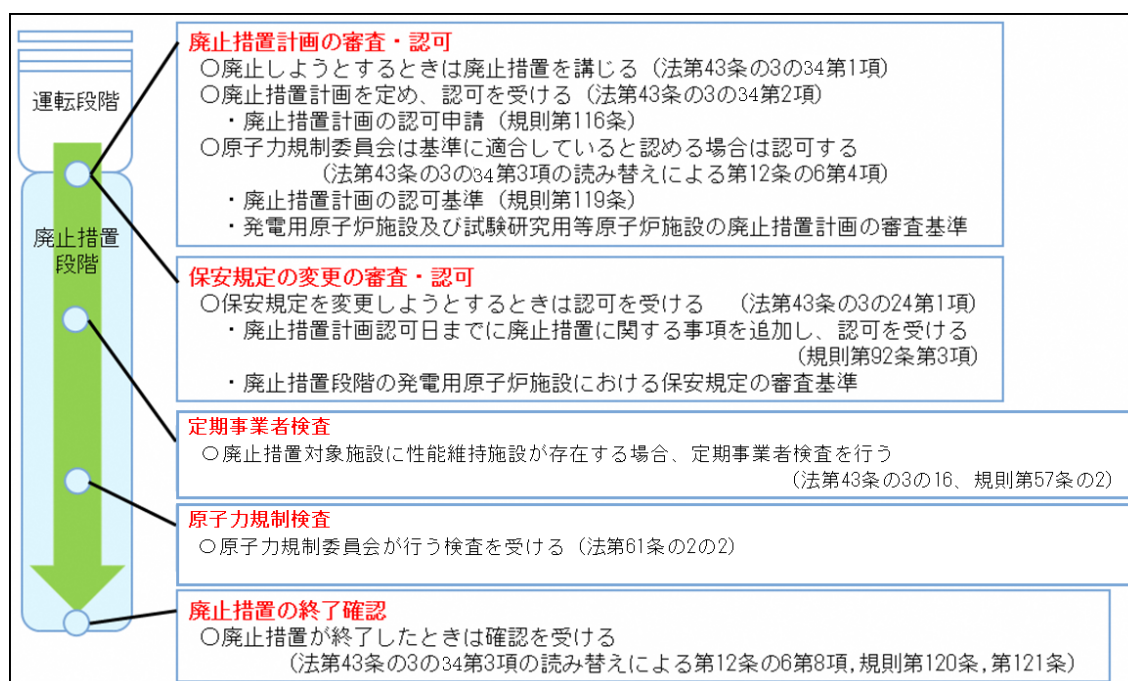 運転段階
廃止措置
段階
廃止措置計画の審査・認可
〇廃止しようとするときは廃止措置を講じる（法第43条の3の34第1項）
〇廃止措置計画を定め、認可を受ける（法第43条の3の34第2項）
・廃止措置計画の認可申請（規則第116条）
〇原子力規制委員会は基準に適合していると認める場合は認可する
（法第43条の3の34第3項の読み替えによる第12条の6第4項）
・廃止措置計画の認可基準（規則第119条）
・発電用原子炉施設及び試験研究用等原子炉施設の廃止措置計画の審査基準
保安規定の変更の審査・認可
〇保安規定を変更しようとするときは認可を受ける　（法第43条の3の24第1項）
・廃止措置計画認可日までに廃止措置に関する事項を追加し、認可を受ける
（規則第92条第3項）
・廃止措置段階の発電用原子炉施設における保安規定の審査基準
定期事業者検査
〇廃止措置対象施設に性能維持施設が存在する場合、定期事業者検査を行う
（法第43条の3の16、規則第57条の2）
原子力規制検査
〇原子力規制委員会が行う検査を受ける（法第61条の2の2）
廃止措置の終了確認
〇廃止措置が終了したときは確認を受ける
（法第43条の3の34第3項の読み替えによる第12条の6第8項,規則第120条,第121条）